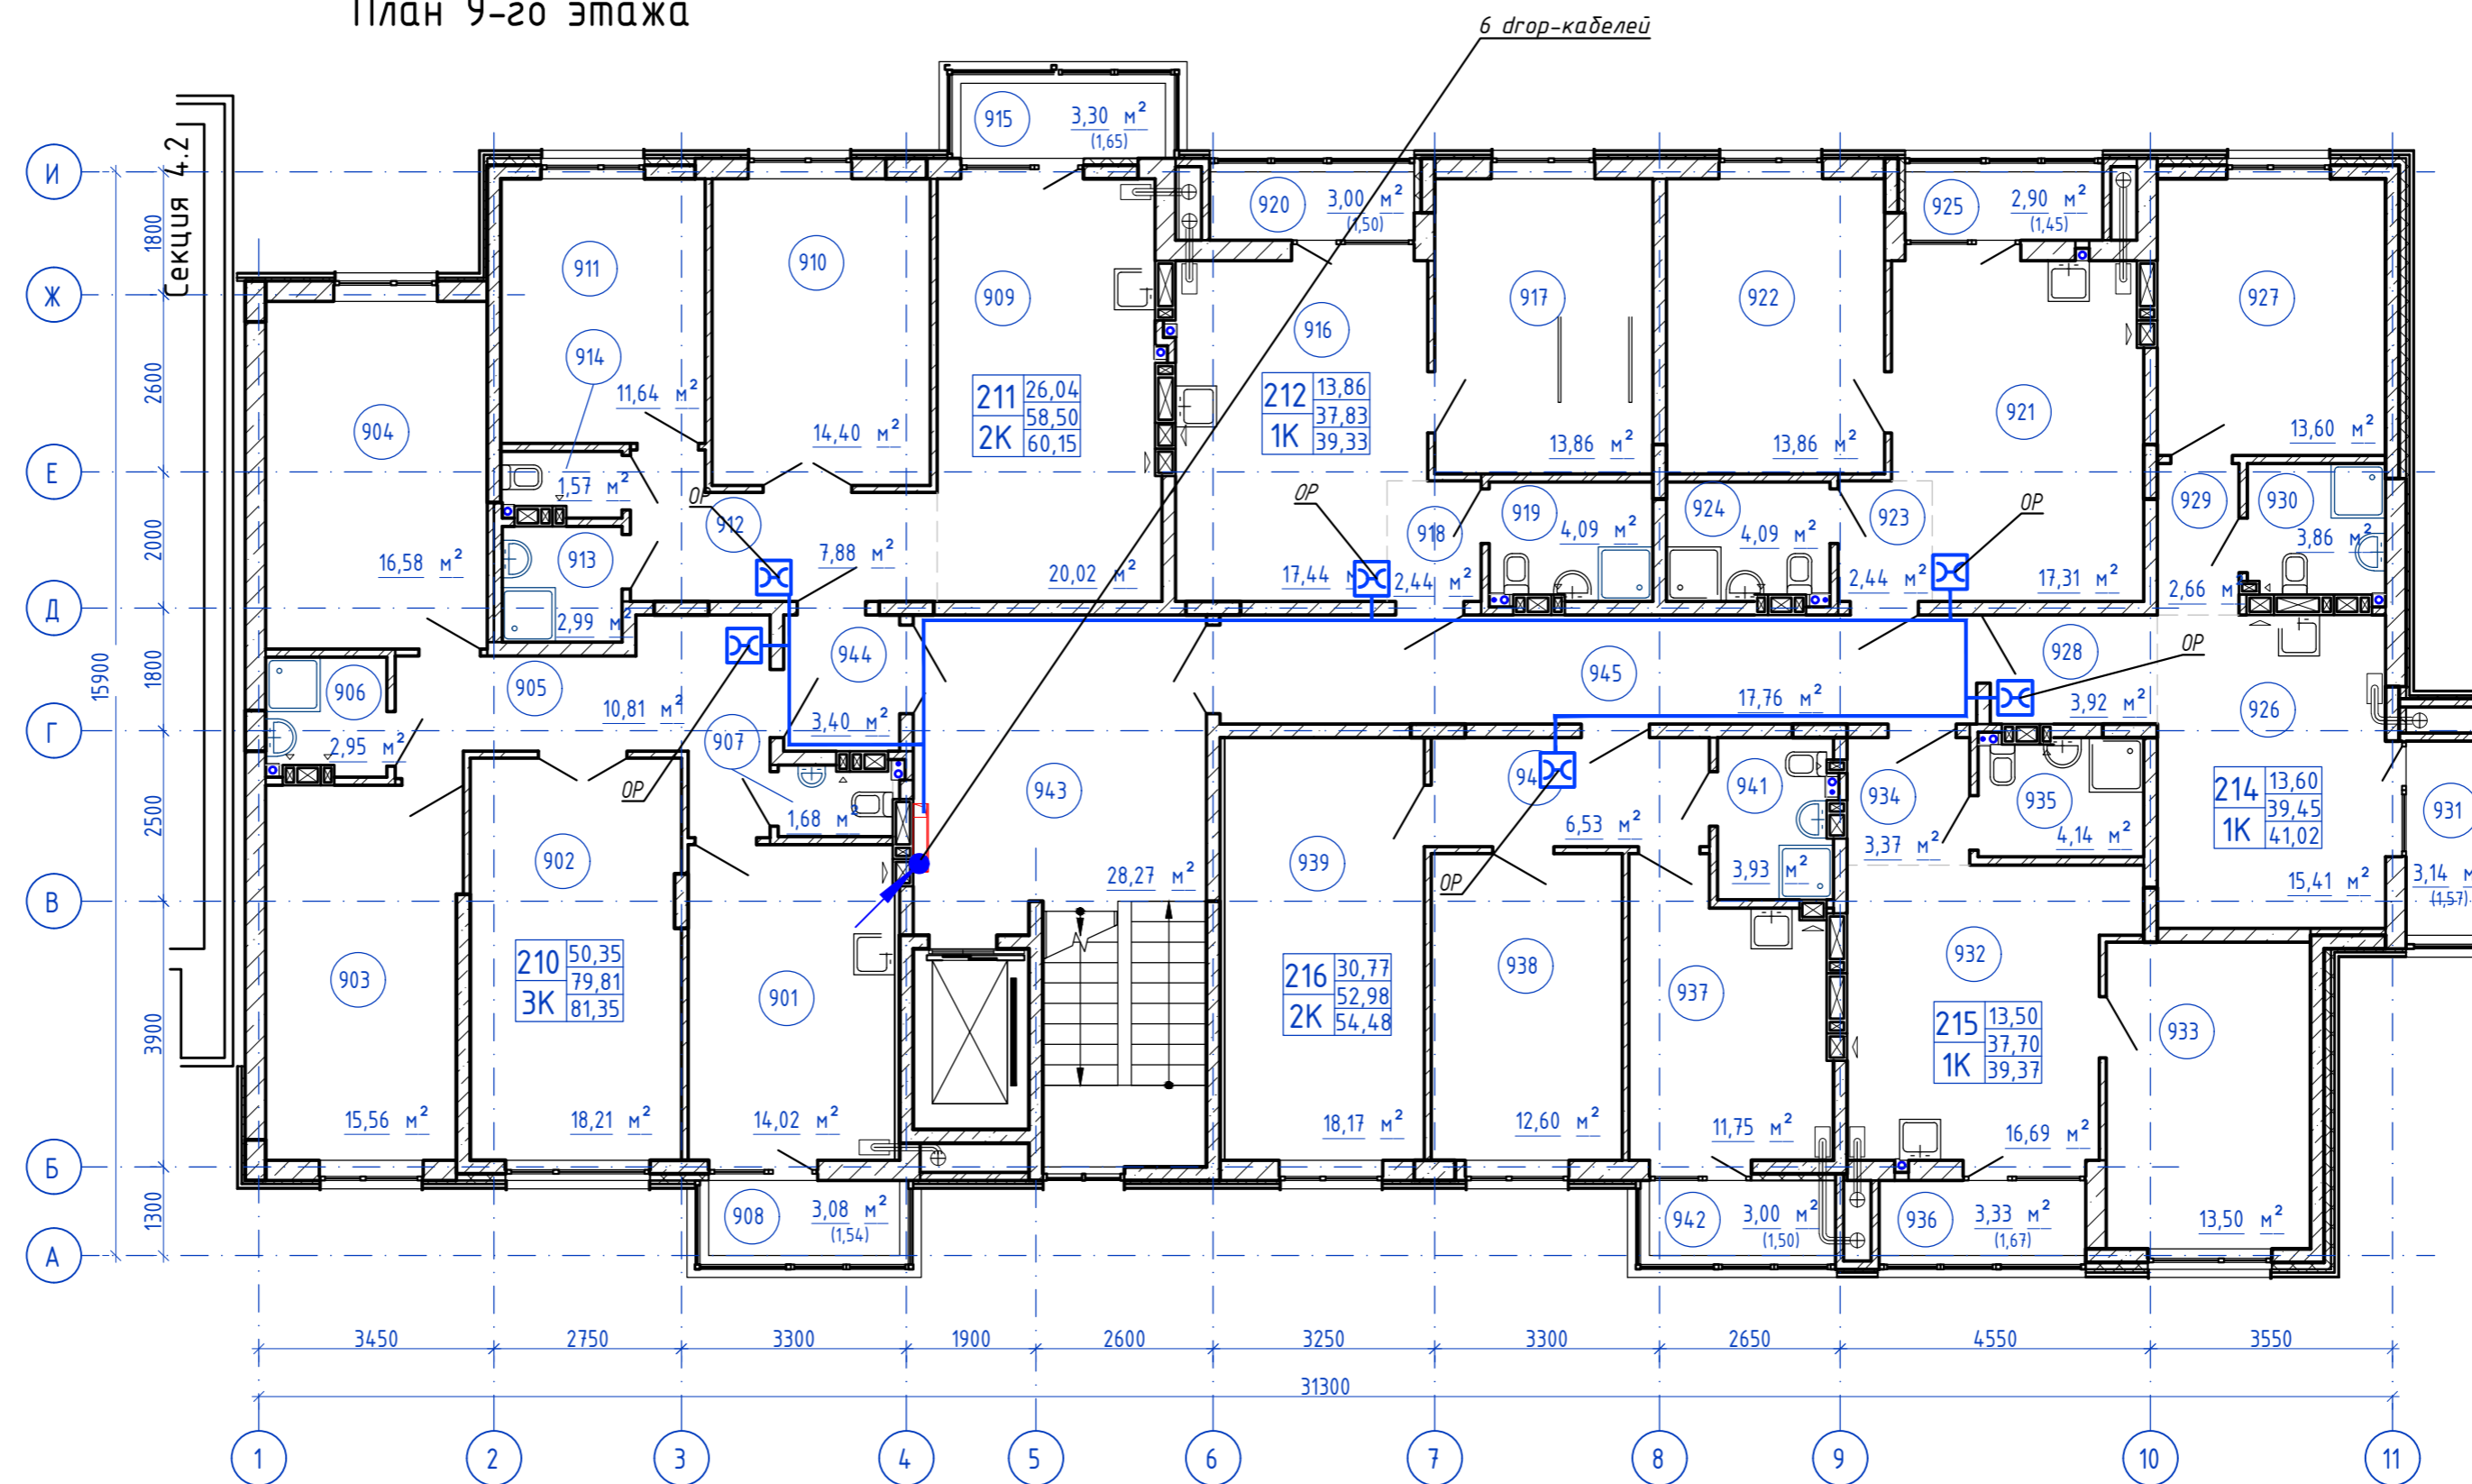 План 9-го этажа
6 drop-кабелей
Секция 4.2
915
3,30 м²
(1,65)
И
920
3,00 м²
(1,50)
925
2,90 м²
(1,45)
1800
911
910
909
916
917
922
921
927
Ж
914
2600
11,64 м²
904
14,40 м²
211
26,04
58,50
2К
60,15
212
13,86
37,83
1К
39,33
13,86 м²
13,86 м²
13,60 м²
Е
1,57 м²
ОР
912
ОР
918
919
4,09 м²
924
4,09 м²
923
ОР
929
930
3,86 м²
2000
16,58 м²
913
7,88 м²
20,02 м²
17,44
2,44 м²
2,44 м²
17,31 м²
2,66 м
Д
2,99 м²
944
945
928
ОР
15900
1800
906
905
10,81 м²
3,40 м²
17,76 м²
3,92 м²
926
Г
2,95 м²
907
943
94
941
934
935
214
13,60
39,45
1К
41,02
931
2500
ОР
1,68 м²
6,53 м²
3,37 м²
4,14 м²
902
939
ОР
3,93 м²
28,27 м²
15,41 м²
3,14 м
(1,57)
В
903
210
50,35
79,81
3К
81,35
901
216
30,77
52,98
2К
54,48
938
937
932
215
13,50
37,70
1К
39,37
933
3900
15,56 м²
18,21 м²
14,02 м²
18,17 м²
12,60 м²
11,75 м²
16,69 м²
Б
1300
908
3,08 м²
(1,54)
942
3,00 м²
(1,50)
936
3,33 м²
(1,67)
13,50 м²
А
3450
2750
3300
1900
2600
3250
3300
2650
4550
3550
31300
1
2
3
4
5
6
7
8
9
10
11